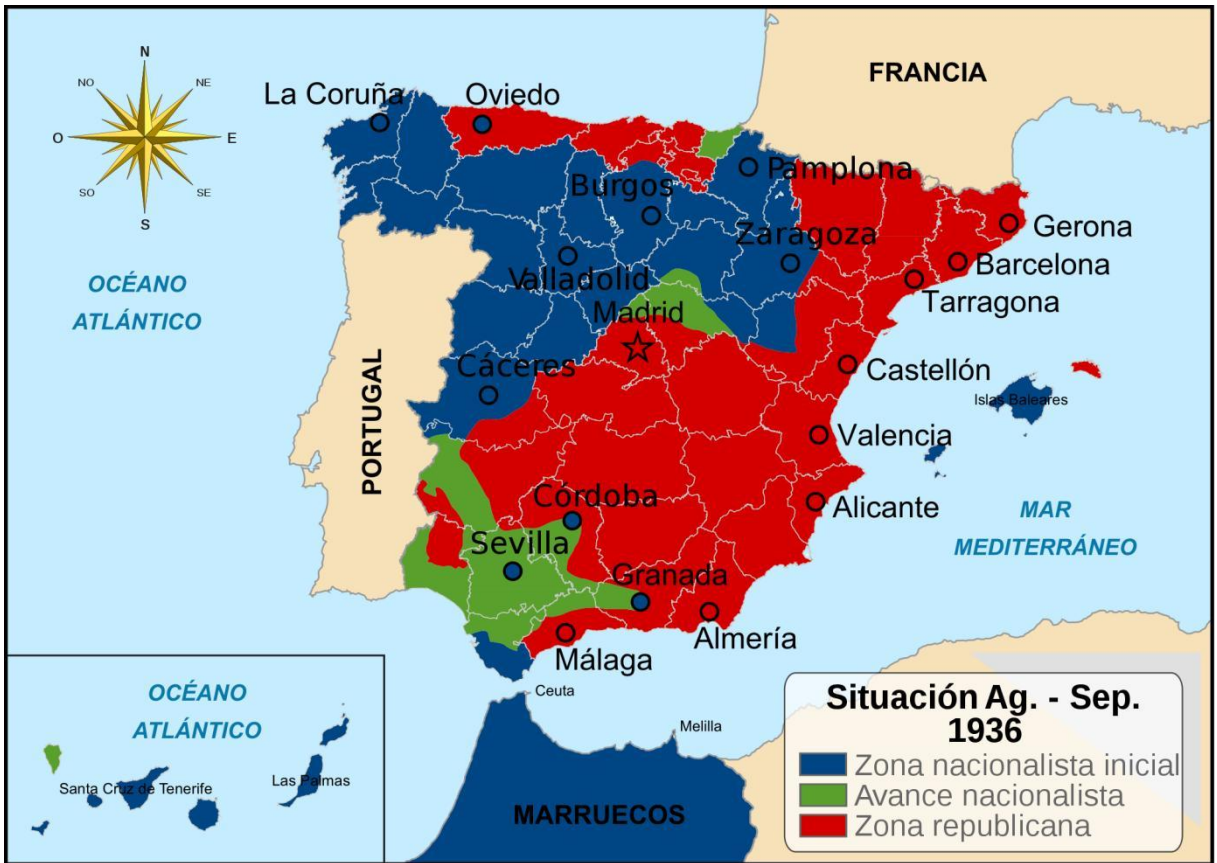 N
NO
NE
O
E
SO
SE
S
FRANCIA
La Coruña
Oviedo
Pamplona
Burgos
Zaragoza
Gerona
Barcelona
Valladolid
Tarragona
OCÉANO
ATLÁNTICO
Madrid
Cáceres
Castellón
Islas Baleares
PORTUGAL
Valencia
Córdoba
Alicante
MAR
MEDITERRÁNEO
Sevilla
Granada
Málaga
Almería
Ceuta
Melilla
MARRUECOS
OCÉANO
ATLÁNTICO
Santa Cruz de Tenerife
Las Palmas
Situación Ag. - Sep.
1936
Zona nacionalista inicial
Avance nacionalista
Zona republicana